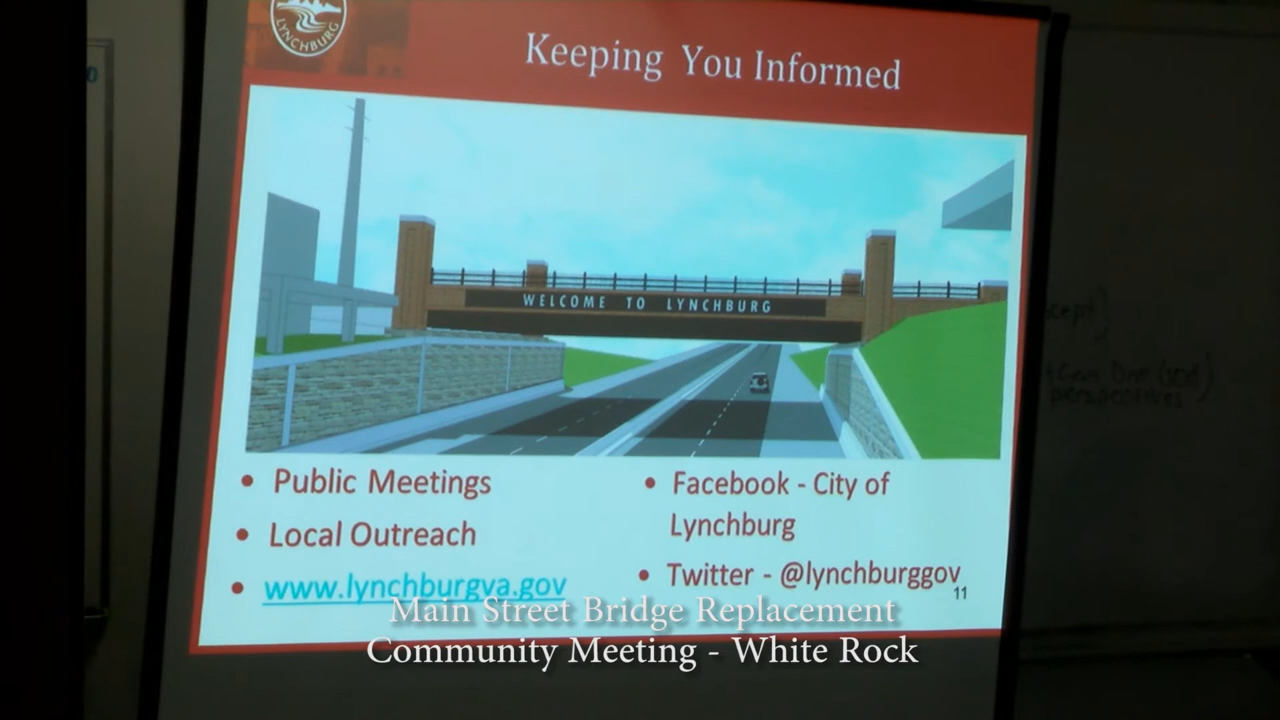 LYNCHBURG
Keeping You Informed
WELCOME TO LYNCHBURG
• Public Meetings
• Local Outreach
• www.lynchburgva.gov
• Facebook - City of
Lynchburg
• Twitter - @lynchburggov
11
Main Street Bridge Replacement
Community Meeting - White Rock
perspectives